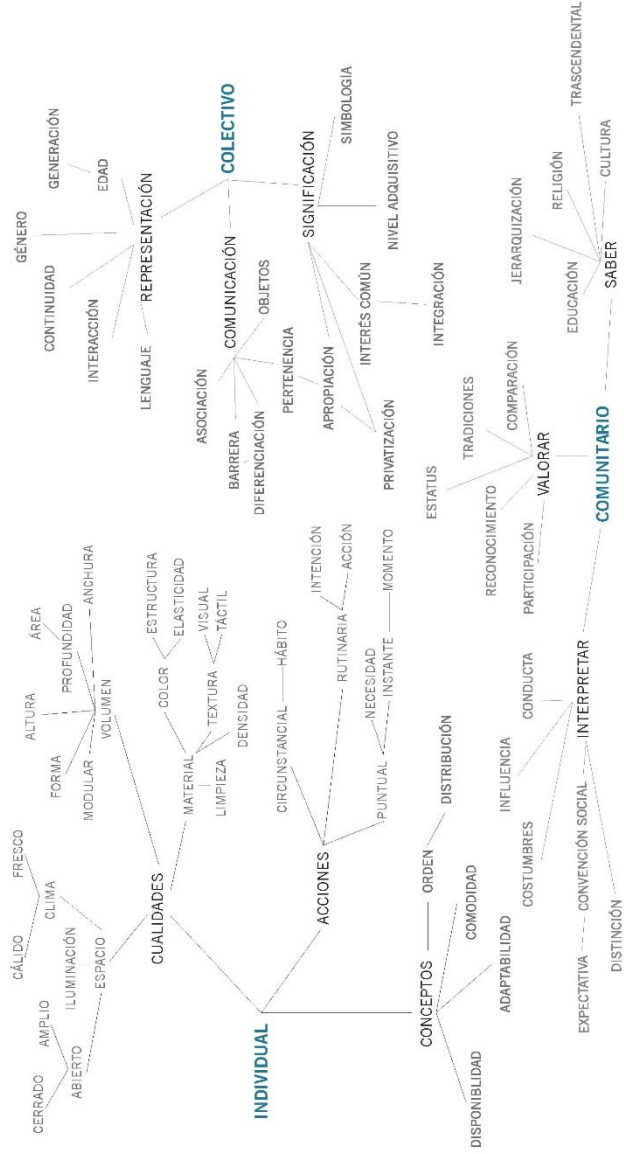 CERRADO
AMPLIO
ABIERTO
CÁLIDO
FRESCO
CLIMA
ILUMINACIÓN
ESPACIO
FORMA
ALTURA
ÁREA
PROFUNDIDAD
MODULAR
VOLUMEN
ANCHURA
CUALIDADES
COLOR
ESTRUCTURA
ELASTICIDAD
MATERIAL
TEXTURA
VISUAL
TÁCTIL
LIMPIEZA
DENSIDAD
INDIVIDUAL
ACCIONES
CIRCUNSTANCIAL
HÁBITO
RUTINARIA
INTENCIÓN
ACCIÓN
PUNTUAL
NECESIDAD
INSTANTE
MOMENTO
CONCEPTOS
ORDEN
DISTRIBUCIÓN
COMODIDAD
ADAPTABILIDAD
DISPONIBLIDAD
COLECTIVO
REPRESENTACIÓN
LENGUAJE
INTERACCIÓN
CONTINUIDAD
GÉNERO
EDAD
GENERACIÓN
COMUNICACIÓN
ASOCIACIÓN
BARRERA
DIFERENCIACIÓN
OBJETOS
PERTENENCIA
APROPIACIÓN
PRIVATIZACIÓN
SIGNIFICACIÓN
SIMBOLOGIA
NIVEL ADQUISITIVO
INTERÉS COMÚN
INTEGRACIÓN
COMUNITARIO
INTERPRETAR
CONDUCTA
INFLUENCIA
COSTUMBRES
CONVENCIÓN SOCIAL
EXPECTATIVA
DISTINCIÓN
VALORAR
PARTICIPACIÓN
RECONOCIMIENTO
ESTATUS
TRADICIONES
COMPARACIÓN
SABER
EDUCACIÓN
JERARQUIZACIÓN
RELIGIÓN
TRASCENDENTAL
CULTURA